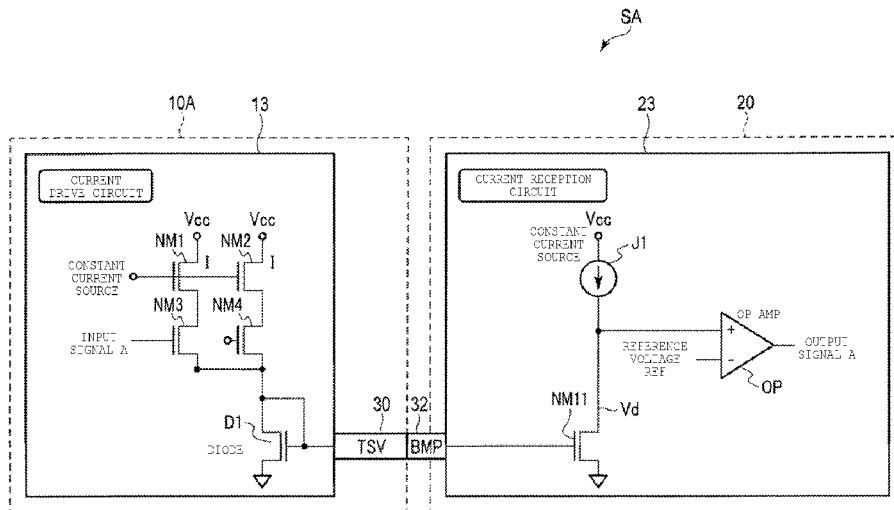 SA
10A
13
23
20
CURRENT
DRIVE CIRCUIT
CURRENT RECEPTION
CIRCUIT
Vcc
Vcc
NM1
I
NM2
I
CONSTANT
CURRENT
SOURCE
NM3
NM4
INPUT
SIGNAL A
D1
DIODE
30
32
TSV
BMP
Vcc
CONSTANT
CURRENT
SOURCE
J1
OP AMP
+
-
REFERENCE
VOLTAGE
REF
OUTPUT
SIGNAL A
OP
NM11
Vd